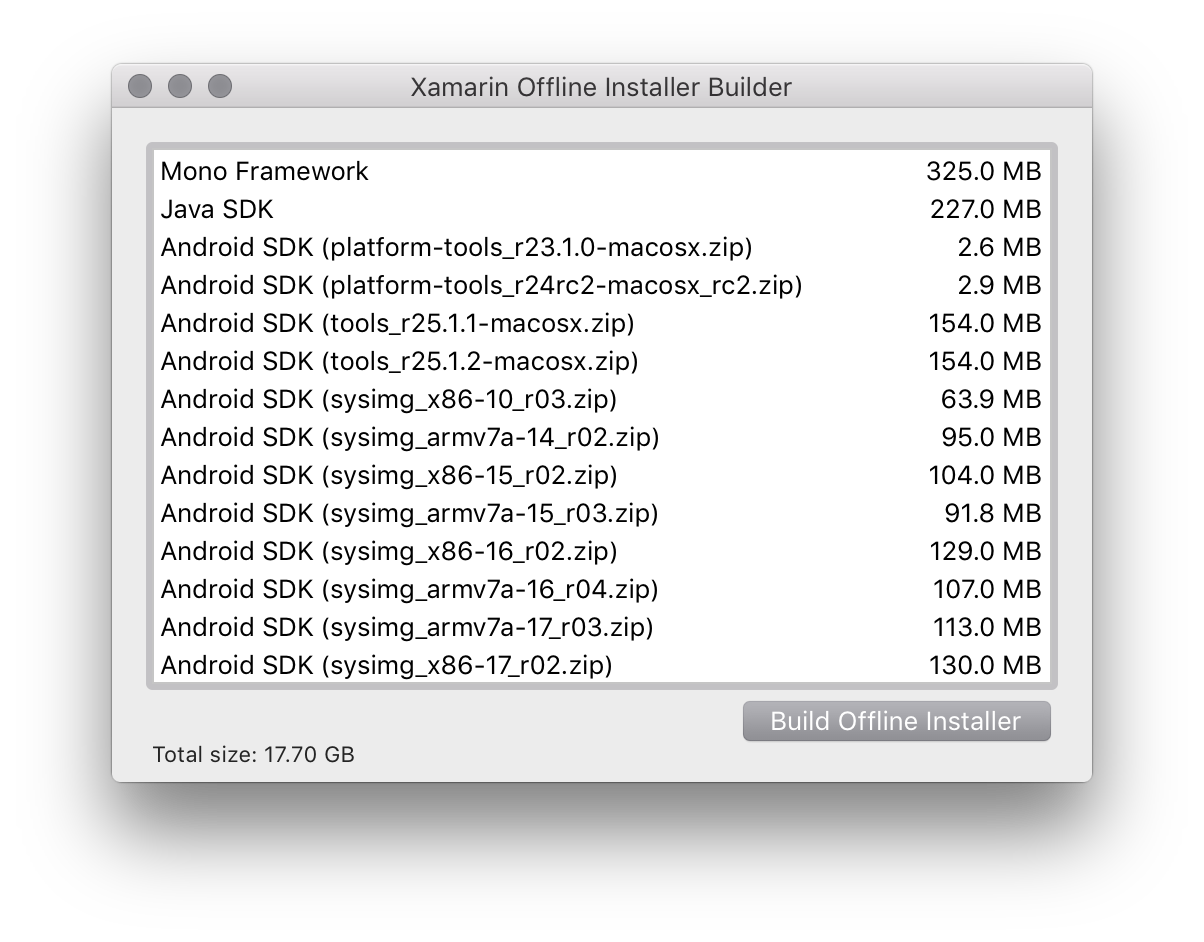 Xamarin Offline Installer Builder
Mono Framework 325.0 MB
Java SDK 227.0 MB
Android SDK (platform-tools_r23.1.0-macosx.zip) 2.6 MB
Android SDK (platform-tools_r24rc2-macosx_rc2.zip) 2.9 MB
Android SDK (tools_r25.1.1-macosx.zip) 154.0 MB
Android SDK (tools_r25.1.2-macosx.zip) 154.0 MB
Android SDK (sysimg_x86-10_r03.zip) 63.9 MB
Android SDK (sysimg_armv7a-14_r02.zip) 95.0 MB
Android SDK (sysimg_x86-15_r02.zip) 104.0 MB
Android SDK (sysimg_armv7a-15_r03.zip) 91.8 MB
Android SDK (sysimg_x86-16_r02.zip) 129.0 MB
Android SDK (sysimg_armv7a-16_r04.zip) 107.0 MB
Android SDK (sysimg_armv7a-17_r03.zip) 113.0 MB
Android SDK (sysimg_x86-17_r02.zip) 130.0 MB
Build Offline Installer
Total size: 17.70 GB